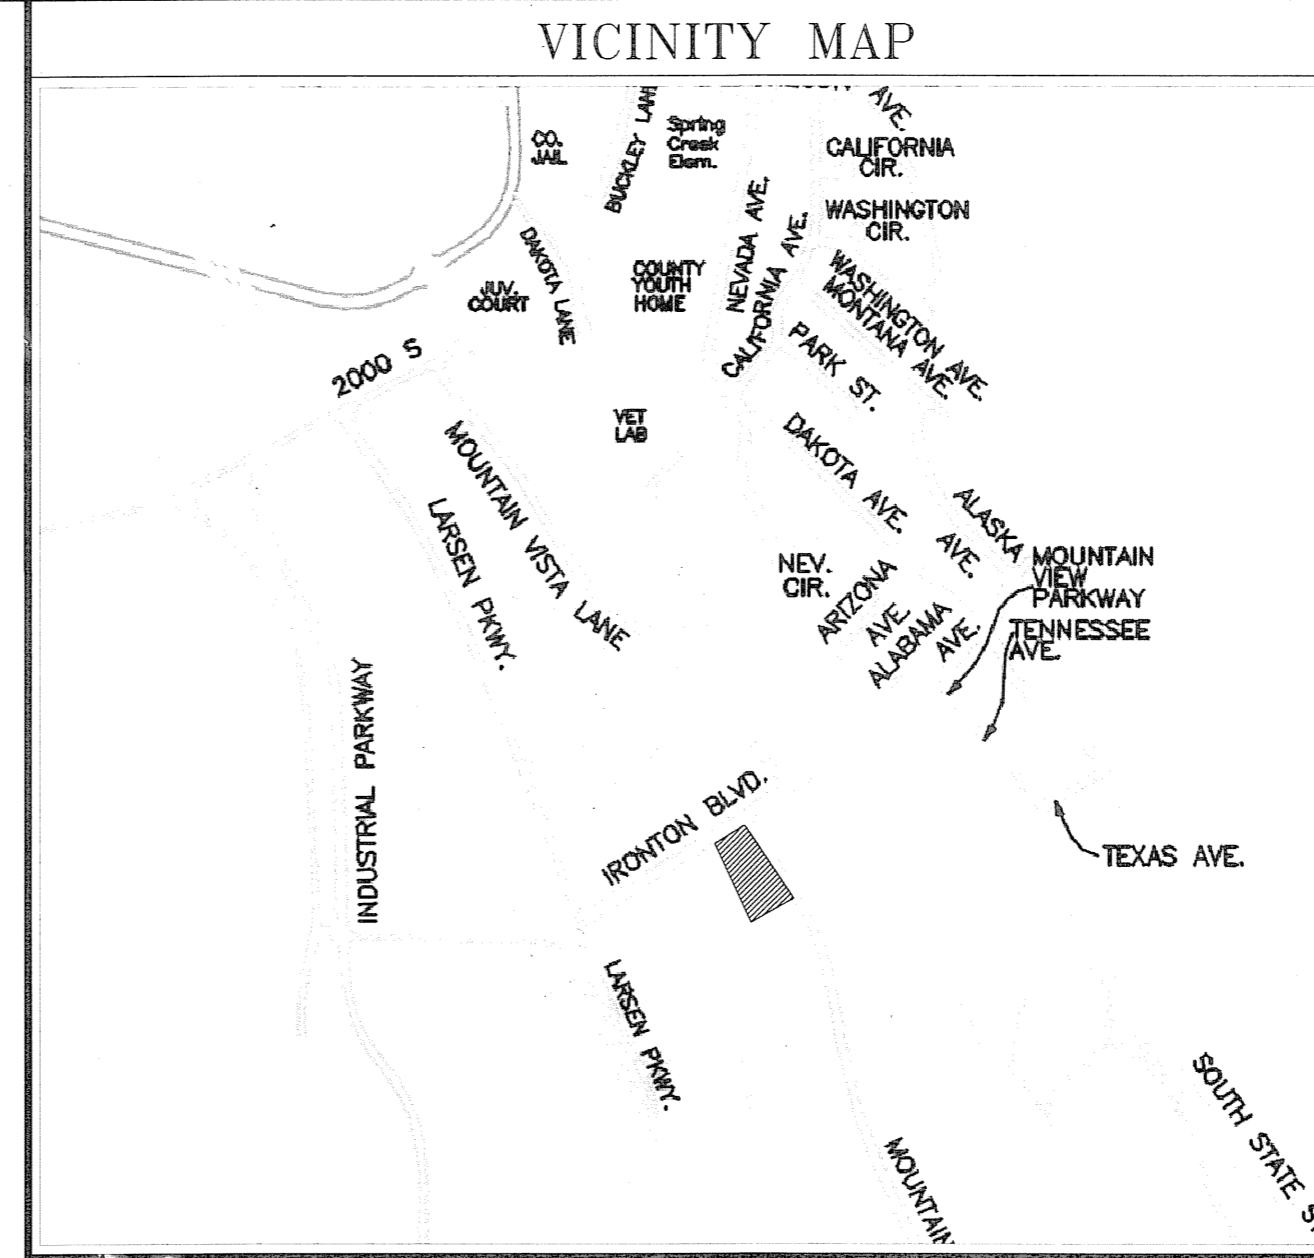 VICINITY MAP
AVE.
CO.
JAIL
BUCKLEY LANE
Spring
Creek
Elem.
CALIFORNIA
CIR.
WASHINGTON
CIR.
NEVADA AVE.
CALIFORNIA AVE.
WASHINGTON AVE.
MONTANA AVE.
DAKOTA LANE
COUNTY
YOUTH
HOME
JUV.
COURT
PARK ST.
2000 S
VET
LAB
MOUNTAIN VISTA LANE
LARSEN PKWY.
DAKOTA AVE.
ALASKA
AVE.
NEV.
CIR.
ARIZONA
AVE.
ALABAMA
AVE.
MOUNTAIN
VIEW
PARKWAY
TENNESSEE
AVE.
INDUSTRIAL PARKWAY
IRONTON BLVD.
TEXAS AVE.
LARSEN PKWY.
SOUTH STATE S
MOUNTAIN